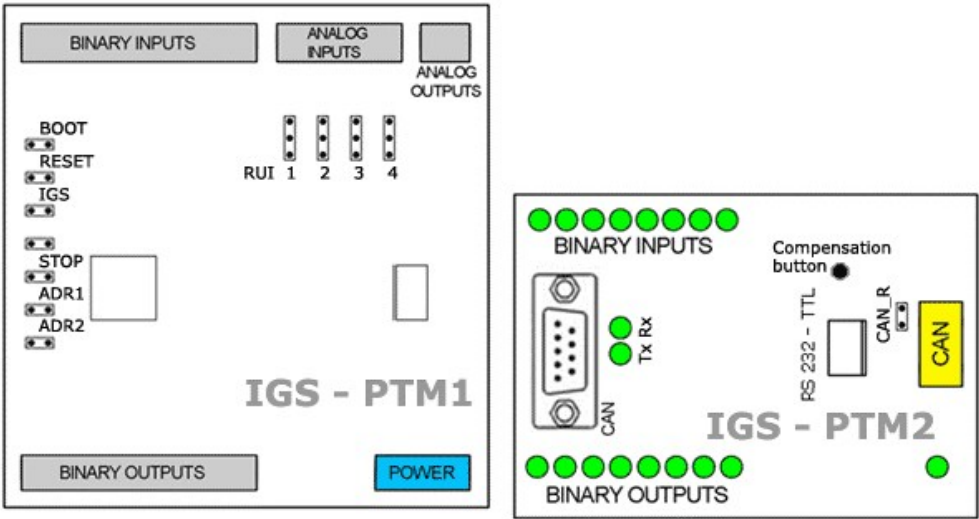 BINARY INPUTS
ANALOG
INPUTS
ANALOG
OUTPUTS
BOOT
RESET
IGS
STOP
ADR1
ADR2
RUI 1 2 3 4
IGS - PTM1
BINARY OUTPUTS
POWER
BINARY INPUTS
Compensation
button
Tx Rx
CAN
RS 232 - TTL
CAN_R
CAN
IGS - PTM2
BINARY OUTPUTS